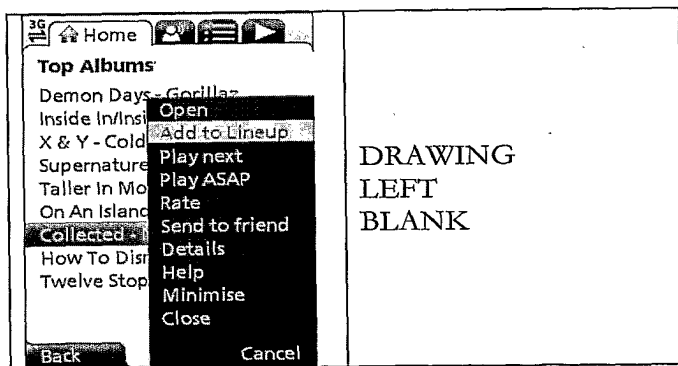 3G
Home
Top Albums
Demon Days - Gorillaz
Inside In/Insi
X & Y - Cold
Supernature
Taller In Mo
On An Island
Collected -
How To Disr
Twelve Stop
Open
Add to Lineup
Play next
Play ASAP
Rate
Send to friend
Details
Help
Minimise
Close
Back
Cancel
DRAWING
LEFT
BLANK